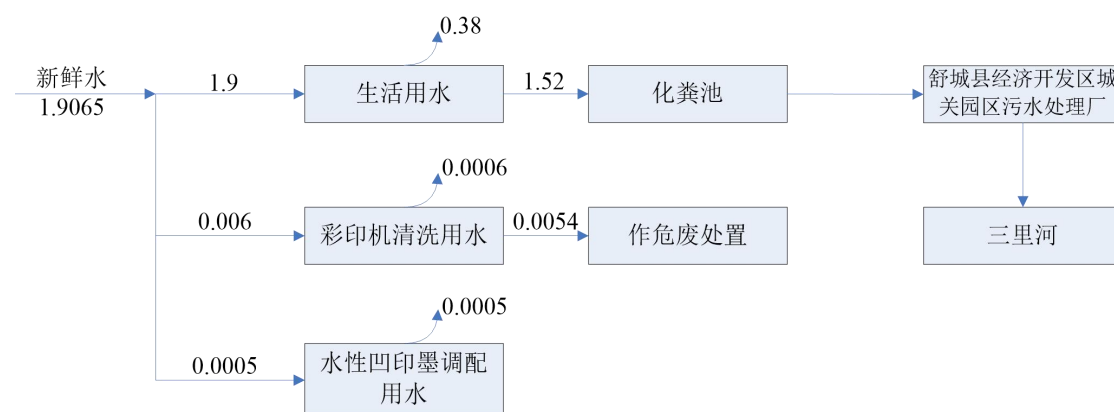 0.38
新鲜水
1.9065
1.9
生活用水
1.52
化粪池
舒城县经济开发区城
关园区污水处理厂
0.0006
0.006
彩印机清洗用水
0.0054
作危废处置
三里河
0.0005
0.0005
水性凹印墨调配
用水